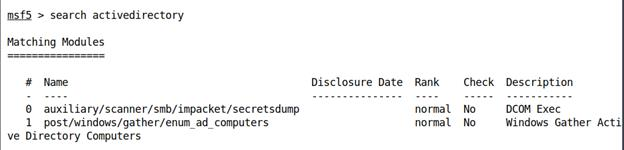 msf5 > search activedirectory
Matching Modules
================
# Name Disclosure Date Rank Check Description
- ---- --------------- ---- ----- -----------
0 auxiliary/scanner/smb/impacket/secretsdump normal No DCOM Exec
1 post/windows/gather/enum_ad_computers normal No Windows Gather Acti
ve Directory Computers